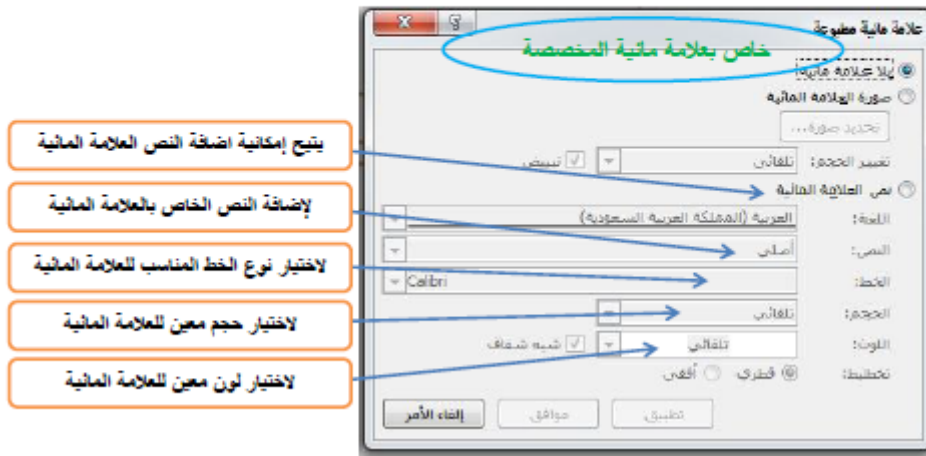 علامة مائية مطبوعة
خاص بعلامة مائية المخصصة
بلا علامة مائية
صورة العلامة المائية
تحديد صورة...
تغيير الحجم: تلقائي تبييض
نص العلامة المائية
اللغة: العربية (المملكة العربية السعودية)
النص: أصلي
الخط: Calibri
الحجم: تلقائي
اللون: تلقائي شبه شفاف
تخطيط: قطري أفقي
تطبيق موافق إلغاء الأمر
يتيح إمكانية اضافة النص العلامة المائية
لإضافة النص الخاص بالعلامة المائية
لاختيار نوع الخط المناسب للعلامة المائية
لاختيار حجم معين للعلامة المائية
لاختيار لون معين للعلامة المائية